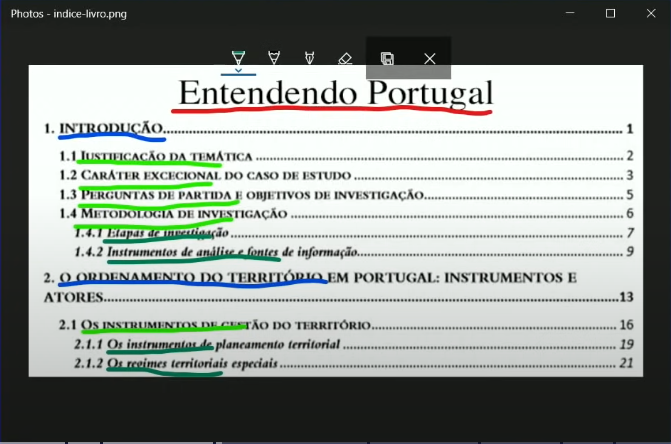 Photos - indice-livro.png
Entendendo Portugal
1. INTRODUÇÃO.......... 1
1.1 JUSTIFICAÇÃO DA TEMÁTICA .......... 2
1.2 CARÁTER EXCECIONAL DO CASO DE ESTUDO .......... 3
1.3 PERGUNTAS DE PARTIDA E OBJETIVOS DE INVESTIGAÇÃO.......... 5
1.4 METODOLOGIA DE INVESTIGAÇÃO .......... 6
1.4.1 Etapas de investigação .......... 7
1.4.2 Instrumentos de análise e fontes de informação.......... 9
2. O ORDENAMENTO DO TERRITÓRIO EM PORTUGAL: INSTRUMENTOS E
ATORES.......... 13
2.1 OS INSTRUMENTOS DE GESTÃO DO TERRITÓRIO.......... 16
2.1.1 Os instrumentos de planeamento territorial .......... 19
2.1.2 Os regimes territoriais especiais .......... 21